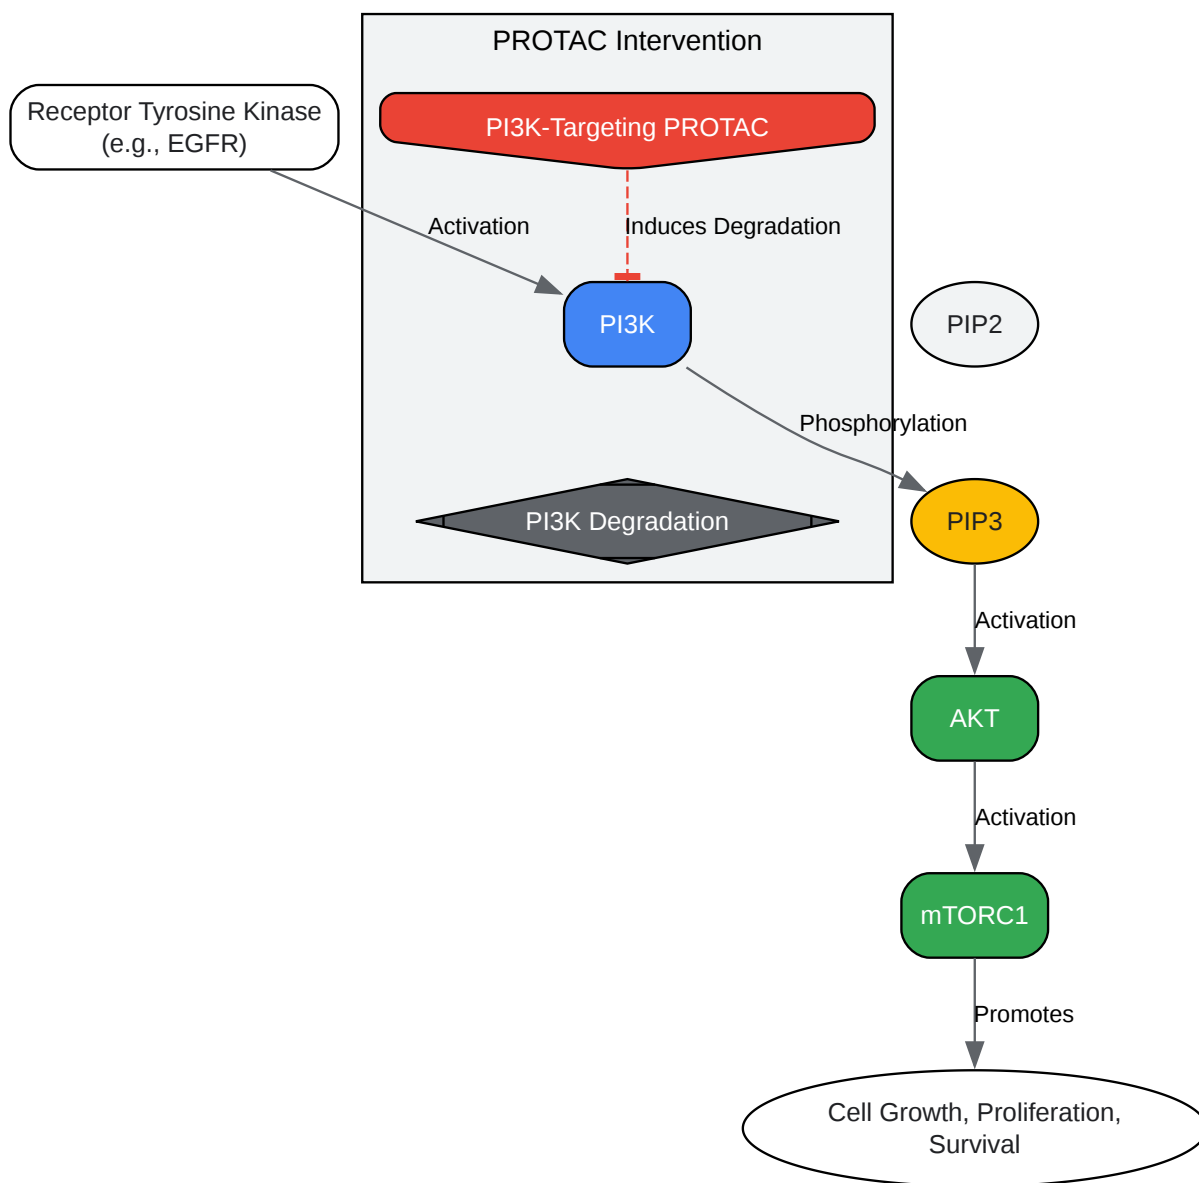 PROTAC Intervention
Receptor Tyrosine Kinase
(e.g., EGFR)
PI3K-Targeting PROTAC
Activation
Induces Degradation
PI3K
PIP2
Phosphorylation
PI3K Degradation
PIP3
Activation
AKT
Activation
mTORC1
Promotes
Cell Growth, Proliferation,
Survival